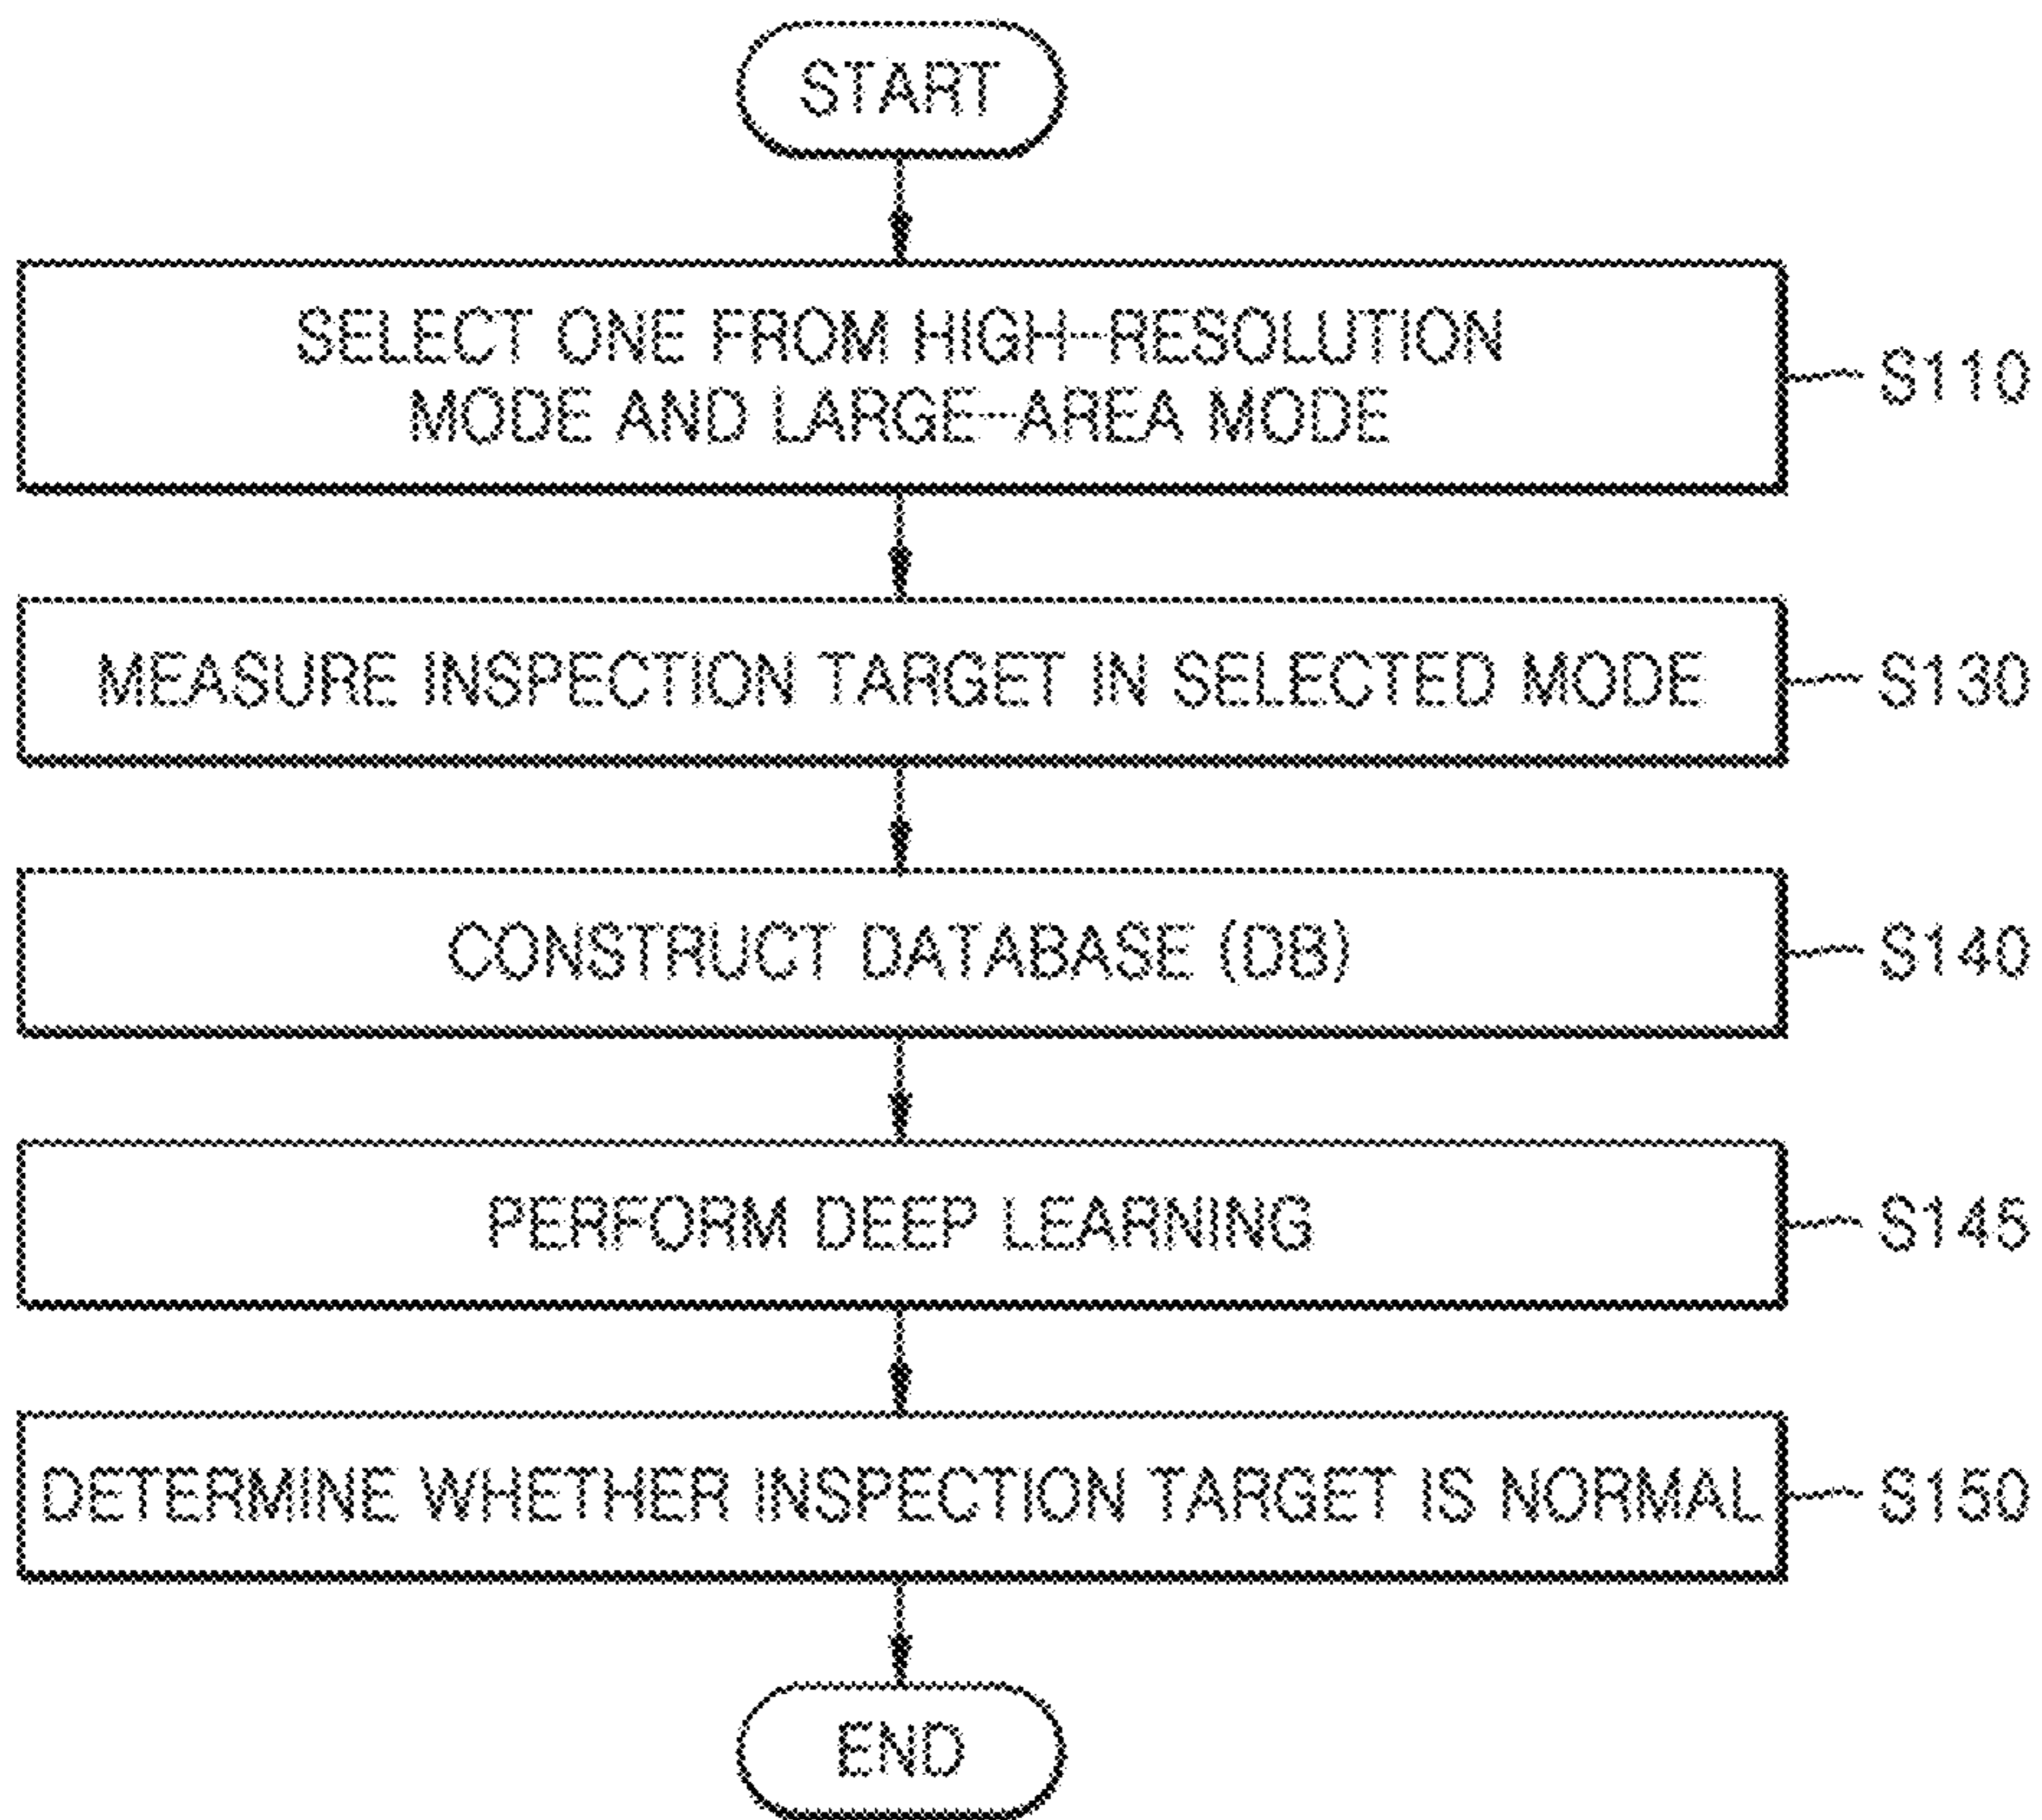 START
SELECT ONE FROM HIGH-RESOLUTION
MODE AND LARGE-AREA MODE
S110
MEASURE INSPECTION TARGET IN SELECTED MODE
S130
CONSTRUCT DATABASE (DB)
S140
PERFORM DEEP LEARNING
S145
DETERMINE WHETHER INSPECTION TARGET IS NORMAL
S150
END